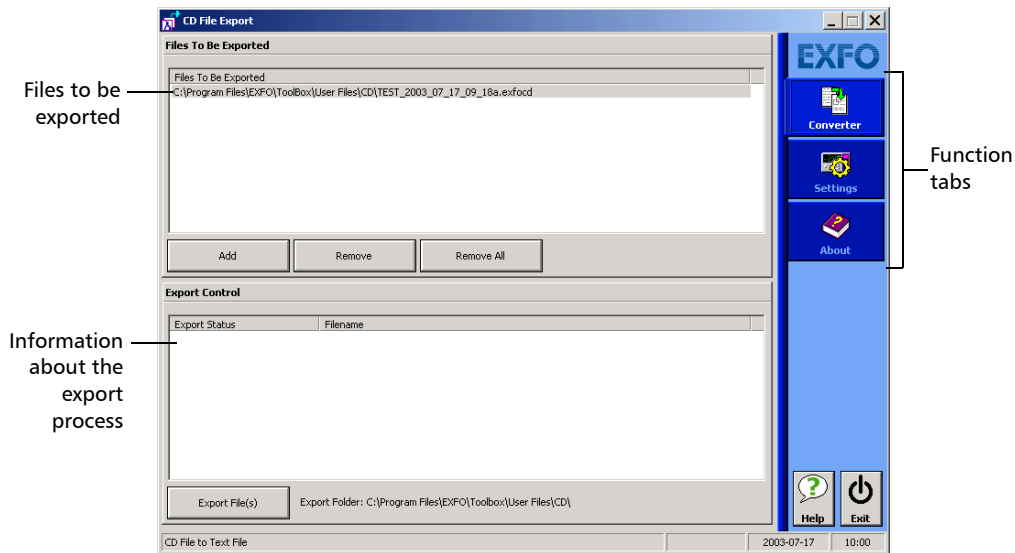 CD File Export
Files To Be Exported
EXFO
Files To Be Exported
C:\Program Files\EXFO\ToolBox\User Files\CD\TEST_2003_07_17_09_18a.exfocd
Files to be
exported
Converter
Function
tabs
Settings
About
Add
Remove
Remove All
Export Control
Export Status
Filename
Information
about the
export
process
Export File(s)
Export Folder: C:\Program Files\EXFO\Toolbox\User Files\CD\
Help
Exit
CD File to Text File
2003-07-17
10:00